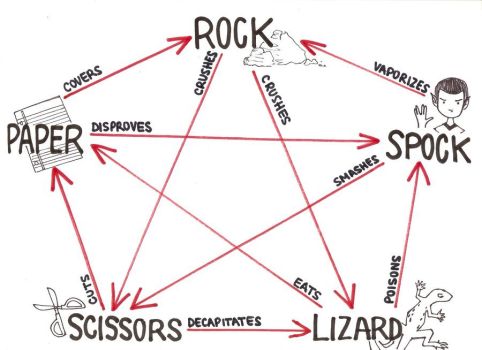 ROCK
COVERS
CRUSHES
CRUSHES
VAPORIZES
PAPER
DISPROVES
SPOCK
SMASHES
CUTS
EATS
POISONS
SCISSORS
DECAPITATES
LIZARD